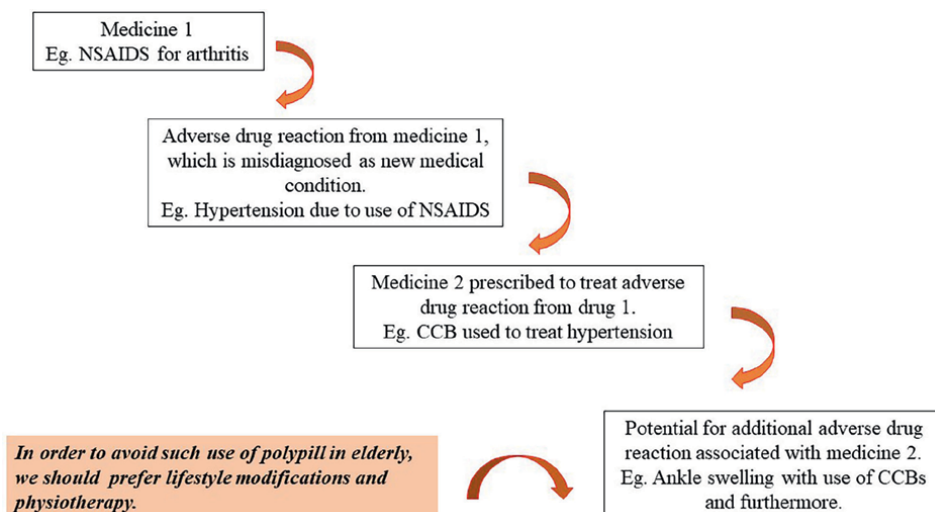 Medicine 1
Eg. NSAIDS for arthritis
Adverse drug reaction from medicine 1,
which is misdiagnosed as new medical
condition.
Eg. Hypertension due to use of NSAIDS
Medicine 2 prescribed to treat adverse
drug reaction from drug 1.
Eg. CCB used to treat hypertension
Potential for additional adverse drug
reaction associated with medicine 2.
Eg. Ankle swelling with use of CCBs
and furthermore.
In order to avoid such use of polypill in elderly,
we should prefer lifestyle modifications and
physiotherapy.